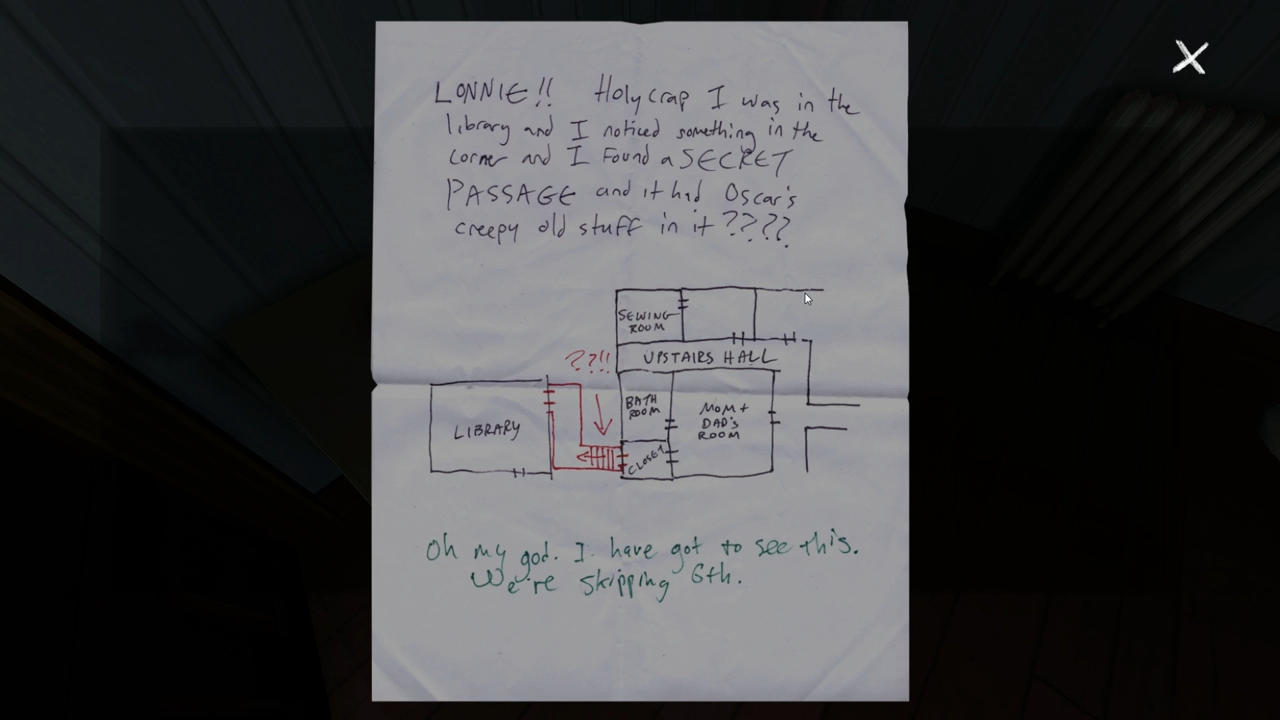 LONNIE!! Holy crap I was in the
library and I noticed something in the
corner and I found a SECRET
PASSAGE and it had Oscar's
creepy old stuff in it ????
SEWING
ROOM
UPSTAIRS HALL
??!!
BATH
ROOM
MOM +
DAD'S
ROOM
LIBRARY
CLOSET
Oh my god. I have got to see this.
We're skipping 6th.